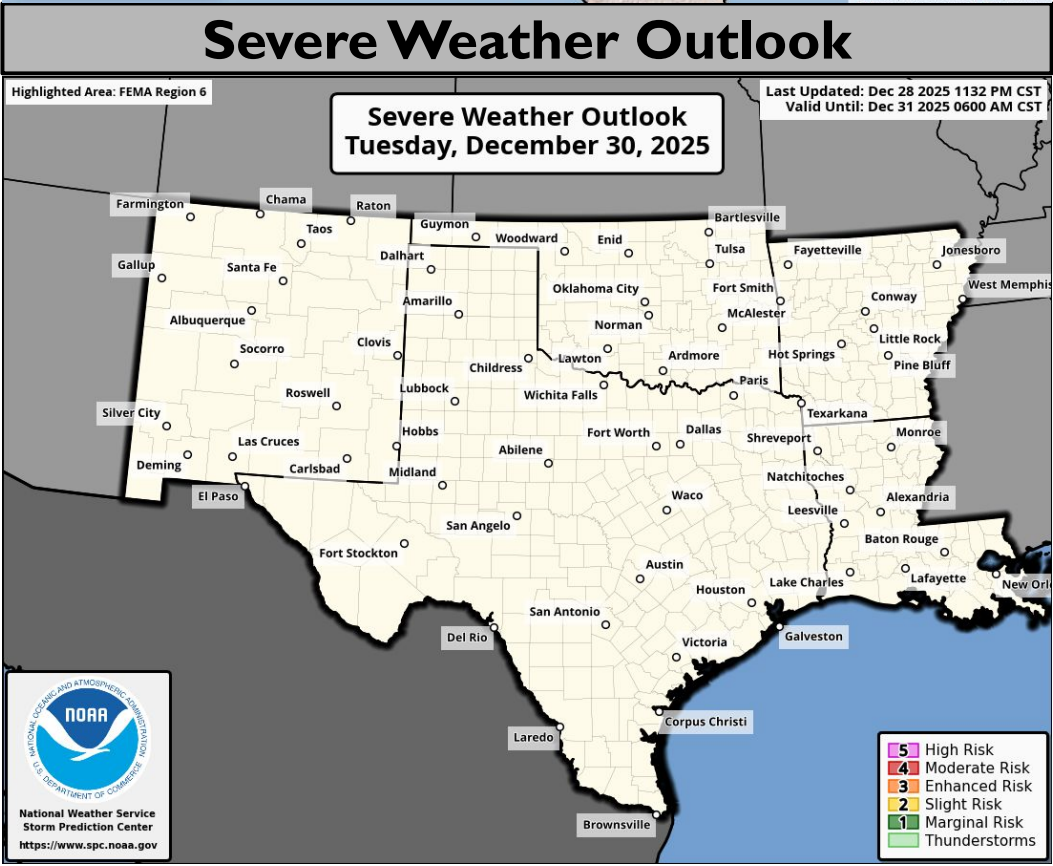 Severe Weather Outlook
Highlighted Area: FEMA Region 6
Last Updated: Dec 28 2025 1132 PM CST
Valid Until: Dec 31 2025 0600 AM CST
Severe Weather Outlook
Tuesday, December 30, 2025
Farmington
Chama
Raton
Taos
Guymon
Woodward
Enid
Bartlesville
Tulsa
Fayetteville
Jonesboro
Gallup
Santa Fe
Dalhart
Oklahoma City
Fort Smith
Conway
West Memphis
Albuquerque
Amarillo
Norman
McAlester
Little Rock
Socorro
Clovis
Childress
Lawton
Ardmore
Hot Springs
Pine Bluff
Roswell
Lubbock
Wichita Falls
Paris
Texarkana
Silver City
Las Cruces
Hobbs
Abilene
Fort Worth
Dallas
Shreveport
Monroe
Deming
Carlsbad
Midland
Natchitoches
El Paso
San Angelo
Waco
Leesville
Alexandria
Fort Stockton
Austin
Baton Rouge
Houston
Lake Charles
Lafayette
New Orl
San Antonio
Del Rio
Victoria
Galveston
Laredo
Corpus Christi
Brownsville
NATIONAL OCEANIC AND ATMOSPHERIC ADMINISTRATION
NOAA
U.S. DEPARTMENT OF COMMERCE
National Weather Service
Storm Prediction Center
https://www.spc.noaa.gov
5 High Risk
4 Moderate Risk
3 Enhanced Risk
2 Slight Risk
1 Marginal Risk
Thunderstorms